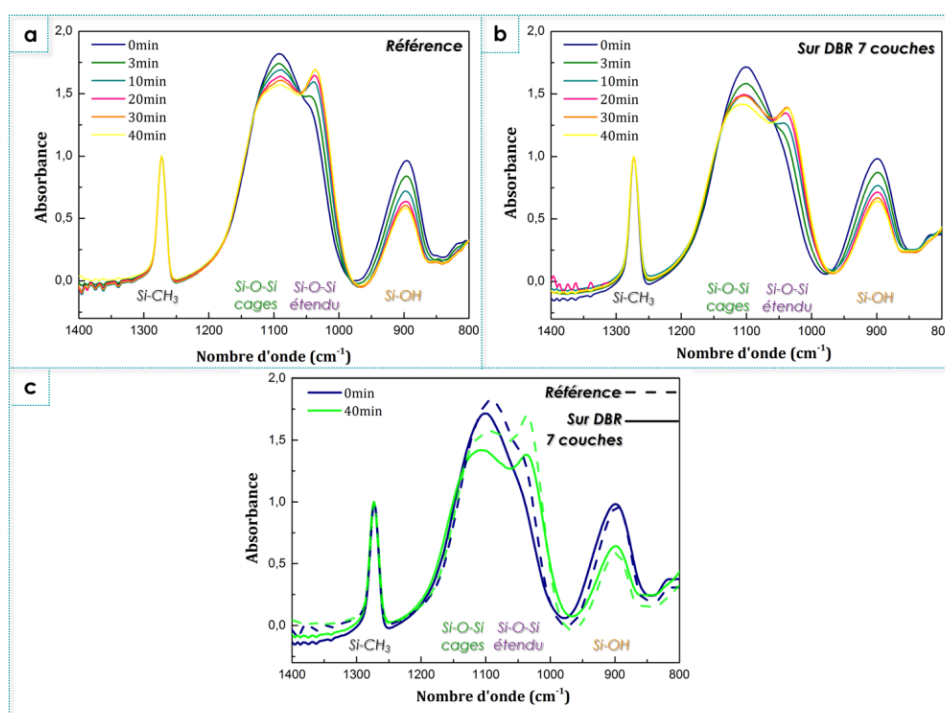 a
Référence
0min
3min
10min
20min
30min
40min
2,0
1,5
1,0
0,5
0,0
Absorbance
Si-CH₃
Si-O-Si cages
Si-O-Si étendu
Si-OH
1400 1300 1200 1100 1000 900 800
Nombre d'onde (cm⁻¹)
b
Sur DBR 7 couches
0min
3min
10min
20min
30min
40min
2,0
1,5
1,0
0,5
0,0
Absorbance
Si-CH₃
Si-O-Si cages
Si-O-Si étendu
Si-OH
1400 1300 1200 1100 1000 900 800
Nombre d'onde (cm⁻¹)
c
0min
40min
Référence
Sur DBR
7 couches
2,0
1,5
1,0
0,5
0,0
Absorbance
Si-CH₃
Si-O-Si cages
Si-O-Si étendu
Si-OH
1400 1300 1200 1100 1000 900 800
Nombre d'onde (cm⁻¹)